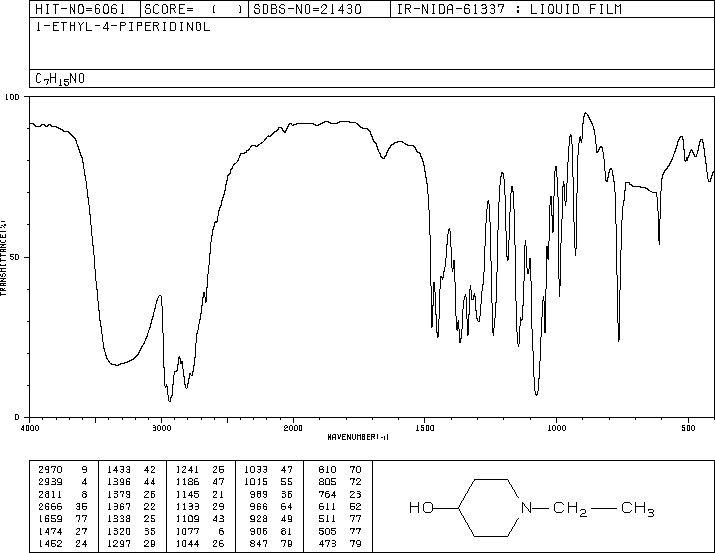 HIT-NO=6061 SCORE= ( ) SDBS-NO=21430 IR-NIDA-61337 : LIQUID FILM
1-ETHYL-4-PIPERIDINOL
C7H15NO
100
50
0
TRANSMITTANCE(%)
4000 3000 2000 1500 1000 500
WAVENUMBER(-1)
2970 9 1433 42 1241 26 1033 47 810 70
2939 4 1396 44 1186 47 1015 55 805 72
2811 8 1379 26 1145 21 989 36 764 23
2666 35 1367 22 1133 29 966 64 611 52
1659 77 1338 25 1109 43 928 49 511 77
1474 27 1320 35 1077 6 906 81 505 77
1452 24 1297 29 1044 26 847 79 473 79
HO N CH2 CH3